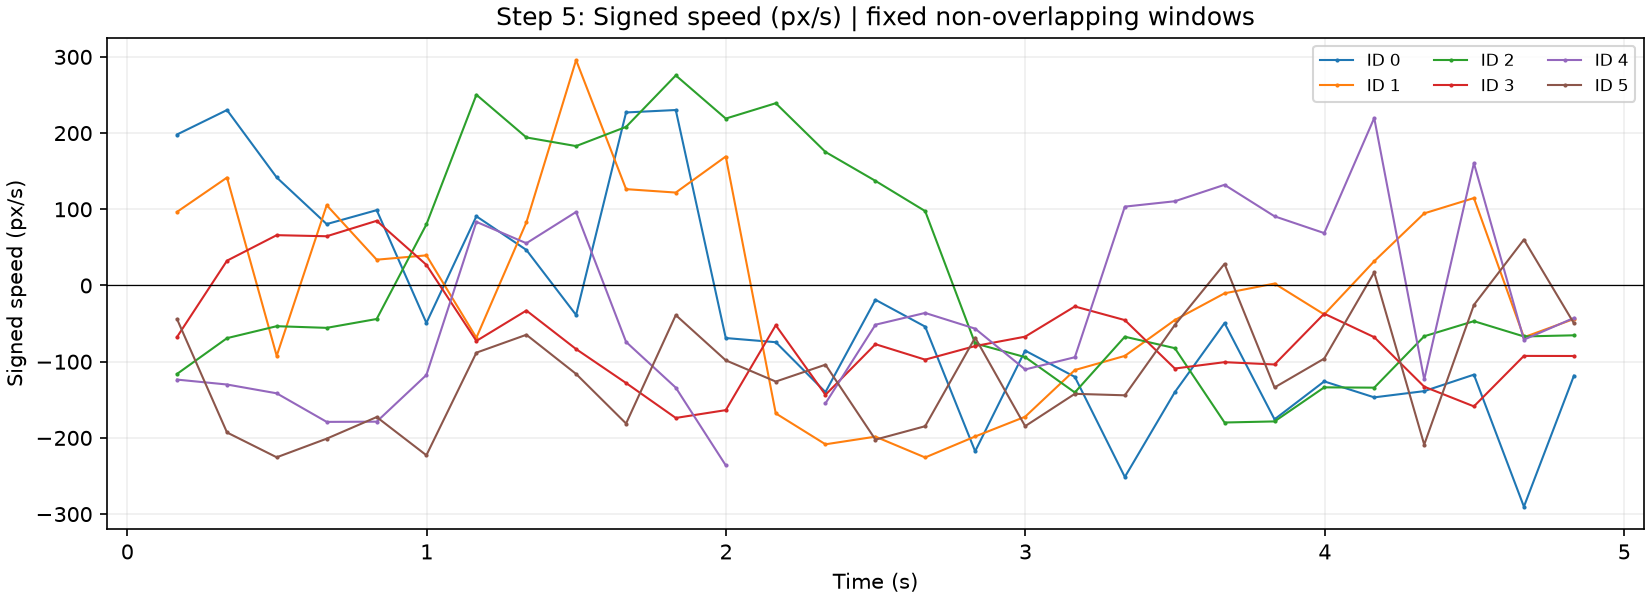 Step 5: Signed speed (px/s) | fixed non-overlapping windows
ID 0
ID 1
ID 2
ID 3
ID 4
ID 5
Signed speed (px/s)
300
200
100
0
−100
−200
−300
0
1
2
3
4
5
Time (s)